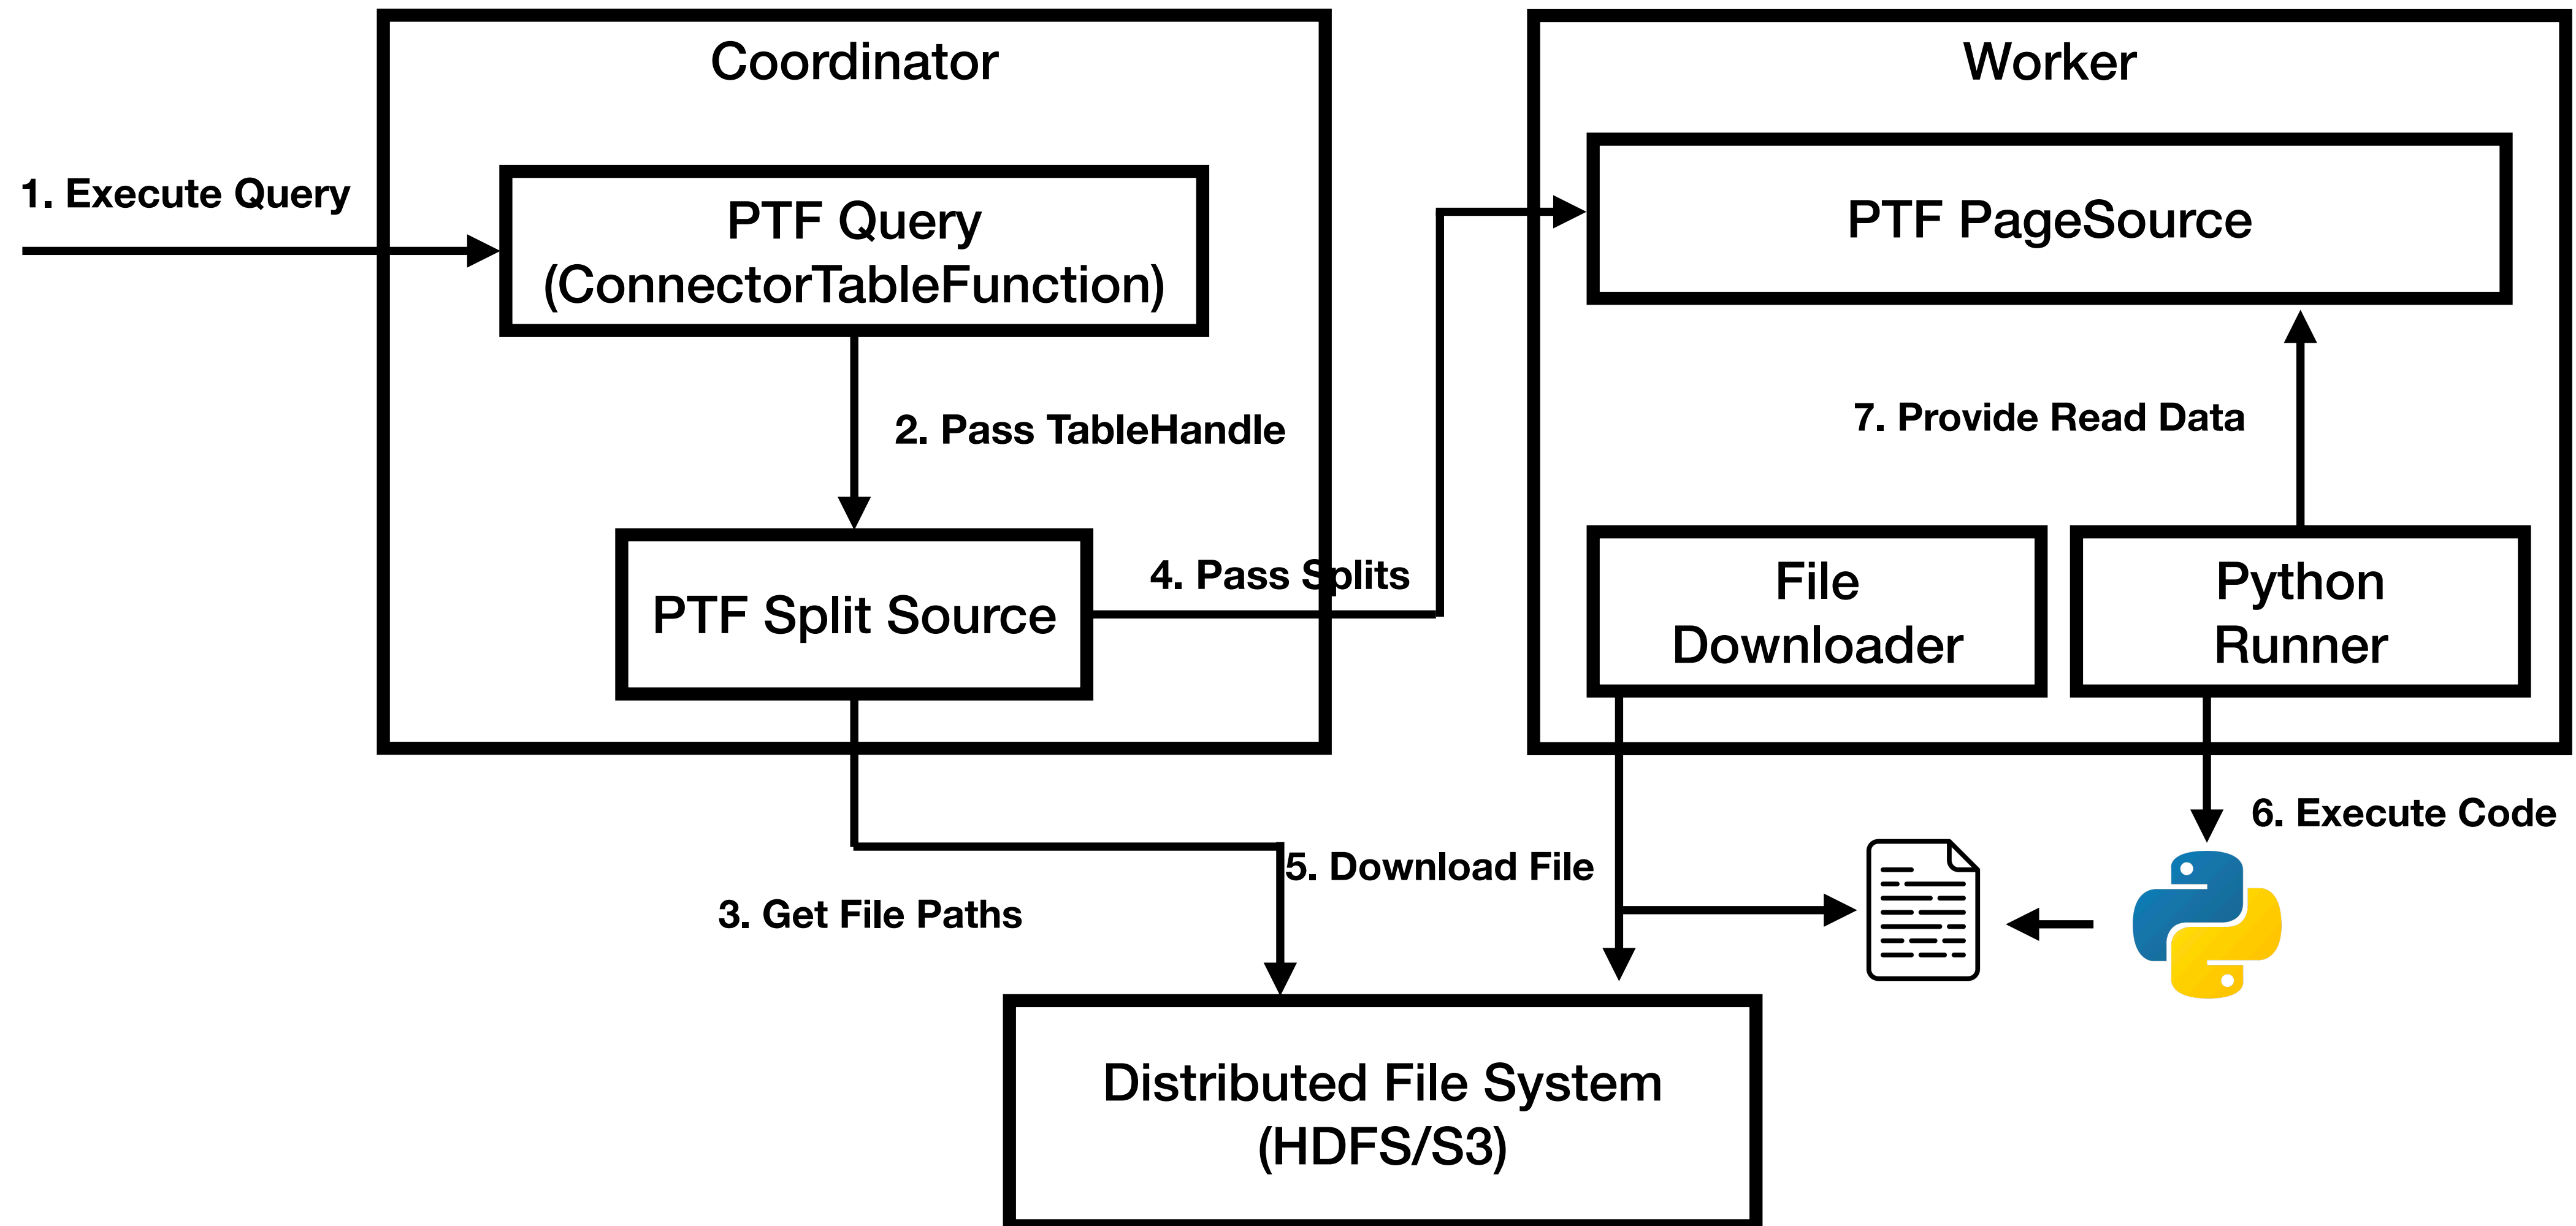 Coordinator
Worker
1. Execute Query
PTF Query
(ConnectorTableFunction)
PTF PageSource
2. Pass TableHandle
7. Provide Read Data
PTF Split Source
4. Pass Splits
File
Downloader
Python
Runner
3. Get File Paths
5. Download File
6. Execute Code
Distributed File System
(HDFS/S3)